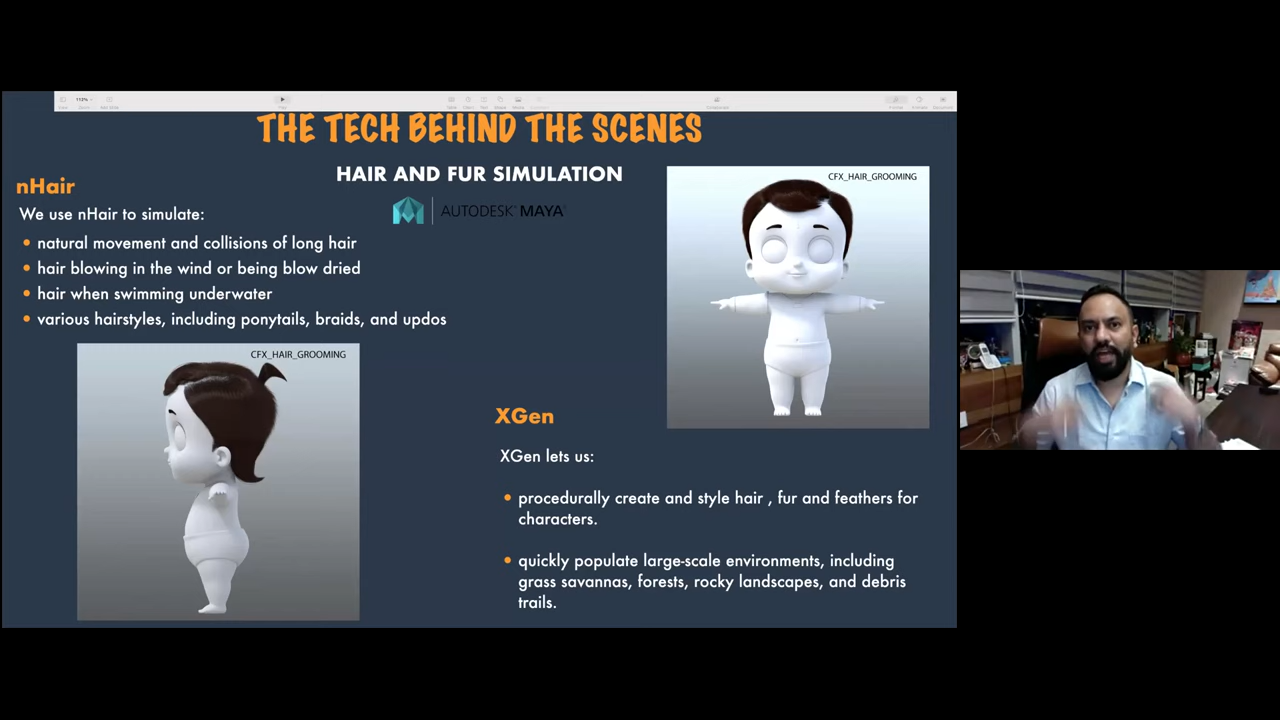 113%
THE TECH BEHIND THE SCENES
HAIR AND FUR SIMULATION
AUTODESK® MAYA®
nHair
We use nHair to simulate:
• natural movement and collisions of long hair
• hair blowing in the wind or being blow dried
• hair when swimming underwater
• various hairstyles, including ponytails, braids, and updos
CFX_HAIR_GROOMING
CFX_HAIR_GROOMING
XGen
XGen lets us:
• procedurally create and style hair , fur and feathers for
characters.
• quickly populate large-scale environments, including
grass savannas, forests, rocky landscapes, and debris
trails.